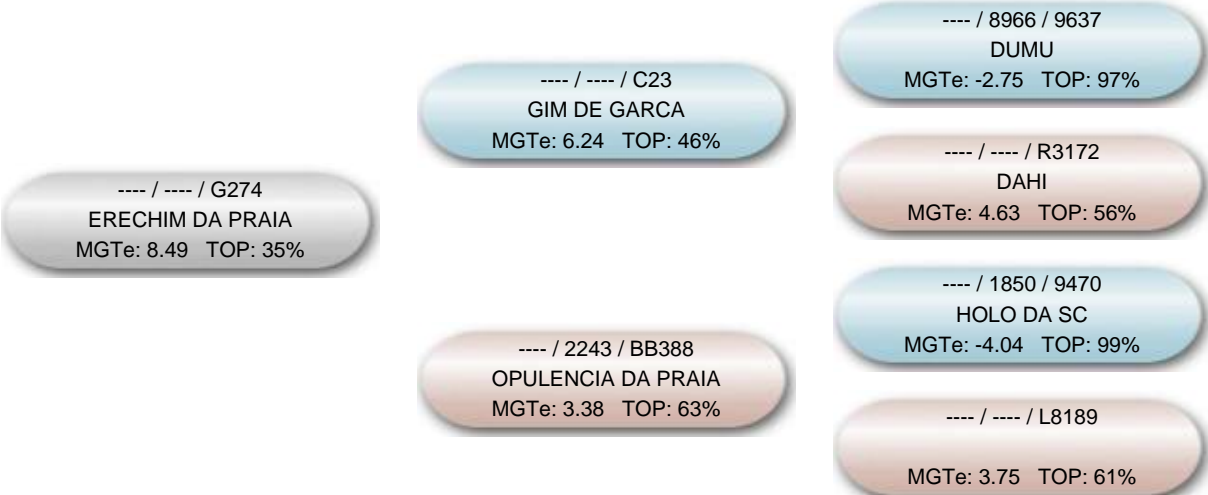 ---- / ---- / G274
ERECHIM DA PRAIA
MGTe: 8.49 TOP: 35%
---- / ---- / C23
GIM DE GARCA
MGTe: 6.24 TOP: 46%
---- / 2243 / BB388
OPULENCIA DA PRAIA
MGTe: 3.38 TOP: 63%
---- / 8966 / 9637
DUMU
MGTe: -2.75 TOP: 97%
---- / ---- / R3172
DAHI
MGTe: 4.63 TOP: 56%
---- / 1850 / 9470
HOLO DA SC
MGTe: -4.04 TOP: 99%
---- / ---- / L8189
MGTe: 3.75 TOP: 61%